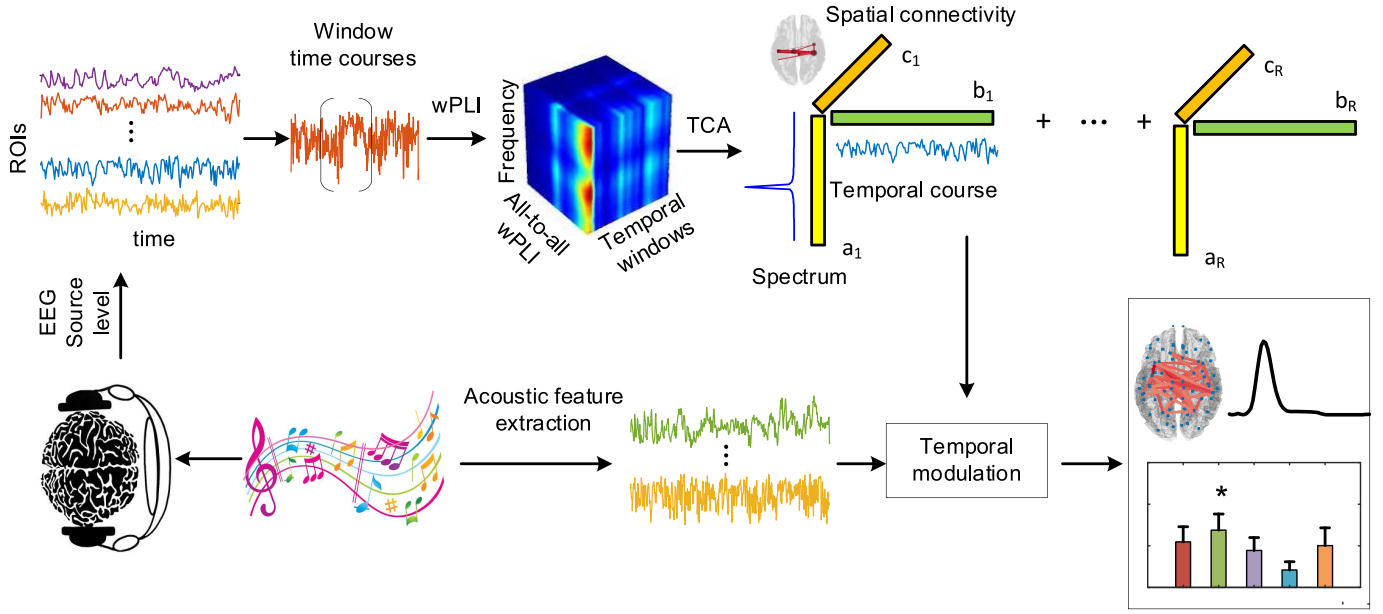 Window
time courses
ROIs
time
wPLI
Frequency
All-to-all
wPLI
Temporal
windows
TCA
Spatial connectivity
c1
b1
Temporal course
a1
Spectrum
+ ··· +
cR
bR
aR
EEG
Source
level
Acoustic feature
extraction
Temporal
modulation
*